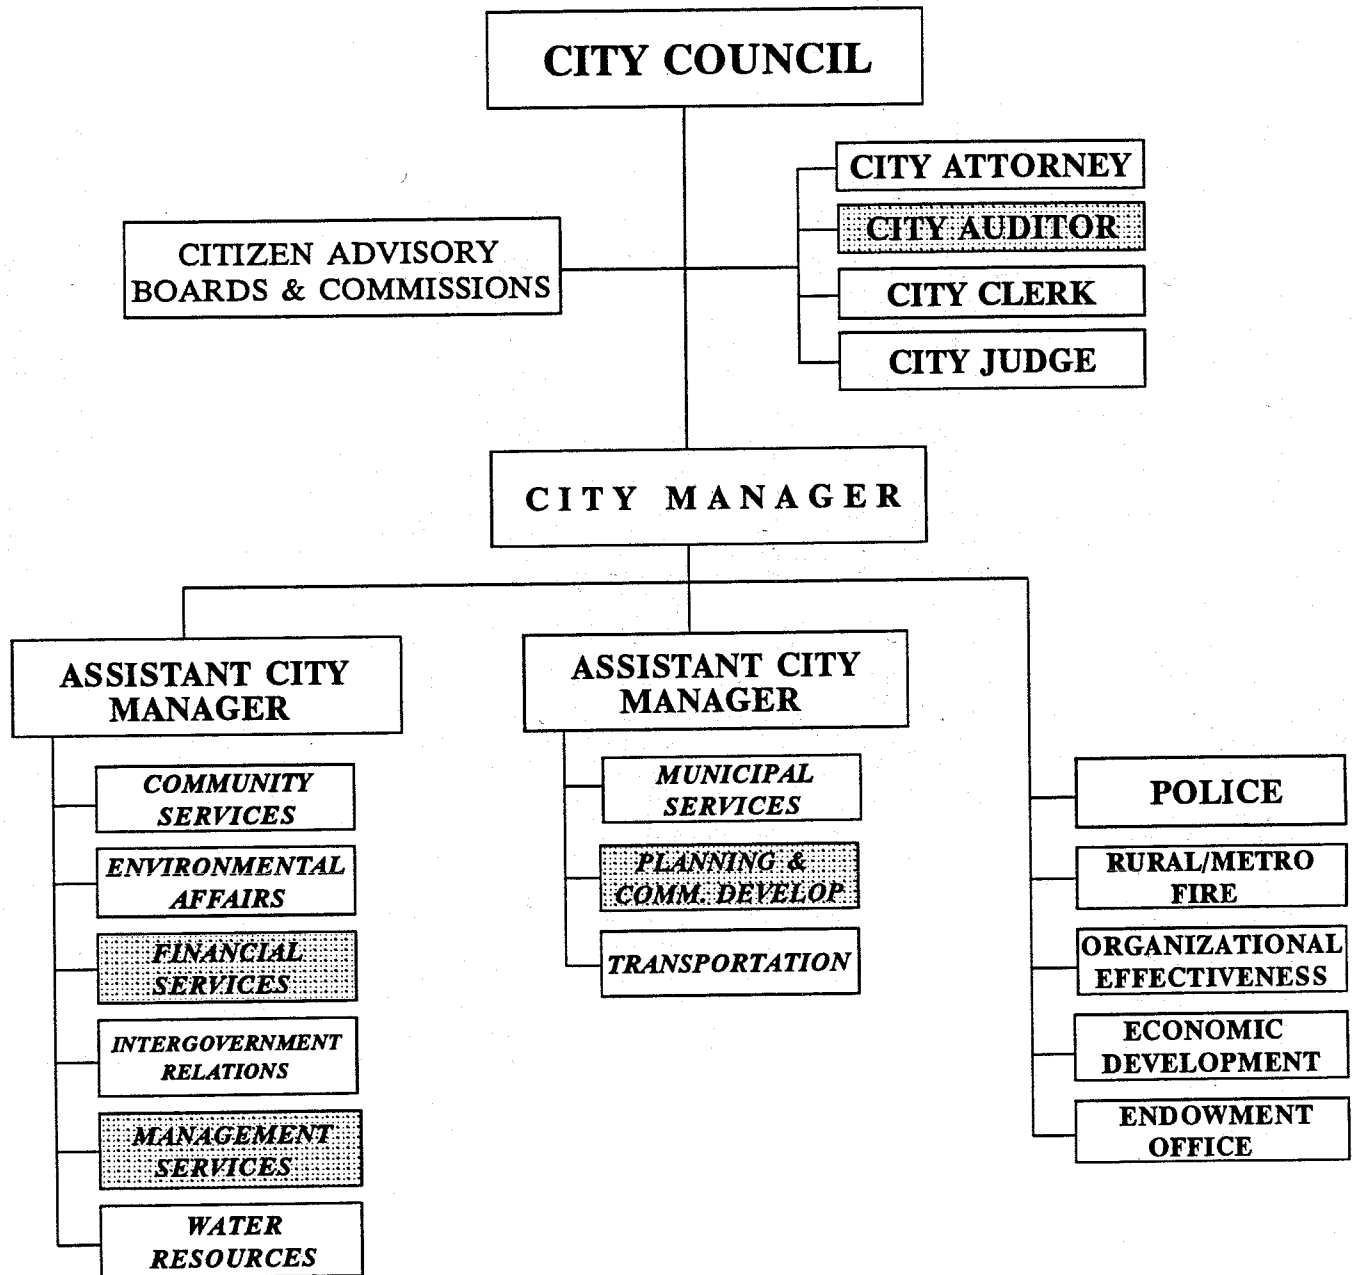 CITY COUNCIL
CITY ATTORNEY
CITY AUDITOR
CITIZEN ADVISORY
BOARDS & COMMISSIONS
CITY CLERK
CITY JUDGE
CITY MANAGER
ASSISTANT CITY
MANAGER
COMMUNITY
SERVICES
ENVIRONMENTAL
AFFAIRS
FINANCIAL
SERVICES
INTERGOVERNMENT
RELATIONS
MANAGEMENT
SERVICES
WATER
RESOURCES
ASSISTANT CITY
MANAGER
MUNICIPAL
SERVICES
PLANNING &
COMM. DEVELOP
TRANSPORTATION
POLICE
RURAL/METRO
FIRE
ORGANIZATIONAL
EFFECTIVENESS
ECONOMIC
DEVELOPMENT
ENDOWMENT
OFFICE